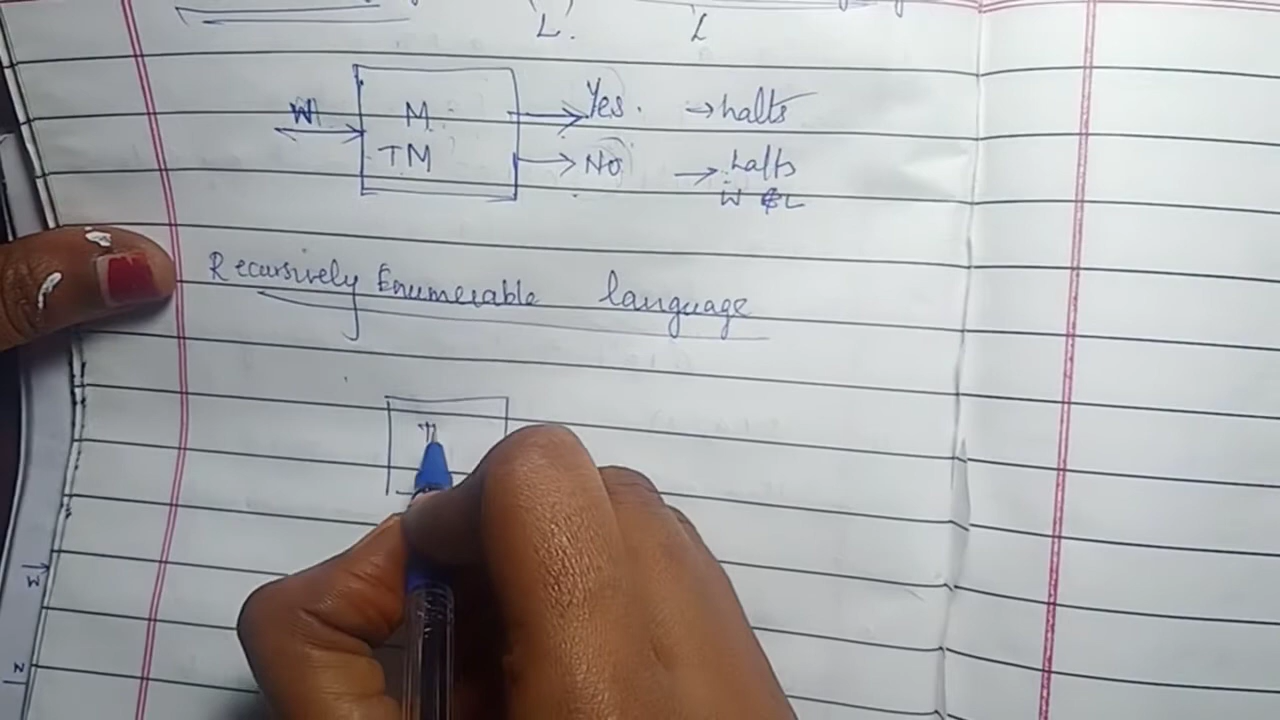 L. L
W M Yes. → halts
TM No → halts
W ∉ L
Recursively Enumerable language